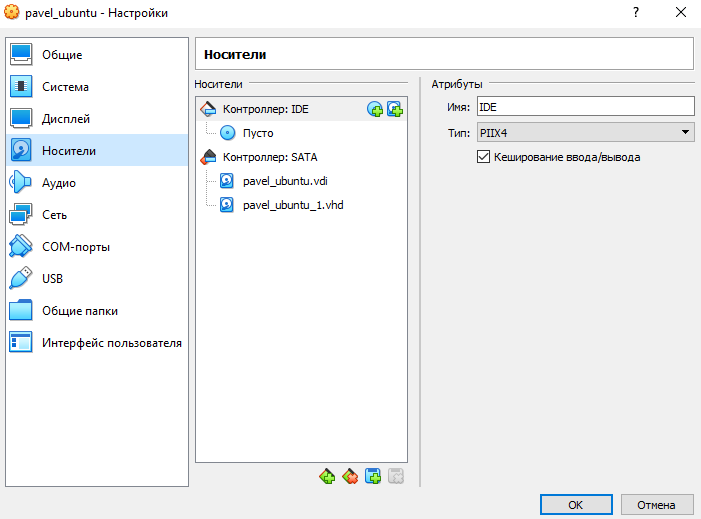 pavel_ubuntu - Настройки
?
Общие
Система
Дисплей
Носители
Аудио
Сеть
COM-порты
USB
Общие папки
Интерфейс пользователя
Носители
Носители
Контроллер: IDE
Пусто
Контроллер: SATA
pavel_ubuntu.vdi
pavel_ubuntu_1.vhd
Атрибуты
Имя: IDE
Тип: PIIX4
Кеширование ввода/вывода
OK Отмена